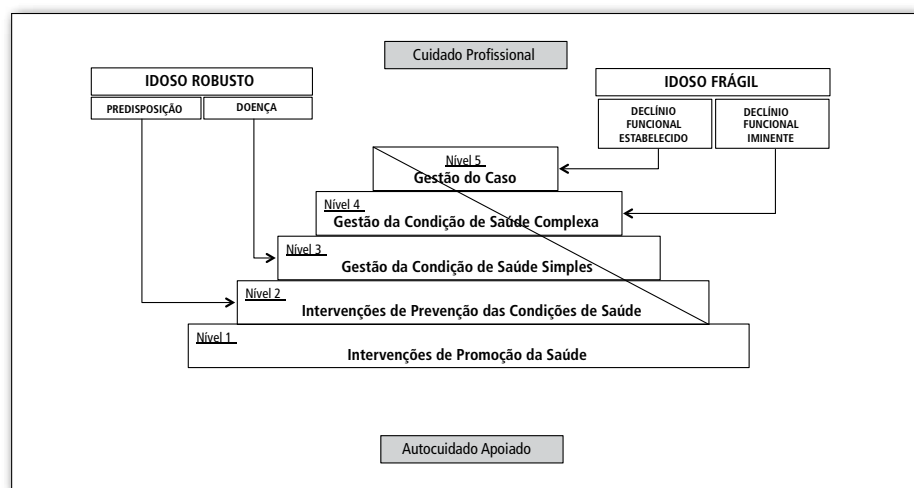 Cuidado Profissional
IDOSO ROBUSTO
PREDISPOSIÇÃO
DOENÇA
IDOSO FRÁGIL
DECLÍNIO
FUNCIONAL
ESTABELECIDO
DECLÍNIO
FUNCIONAL
IMINENTE
Nível 5
Gestão do Caso
Nível 4
Gestão da Condição de Saúde Complexa
Nível 3
Gestão da Condição de Saúde Simples
Nível 2
Intervenções de Prevenção das Condições de Saúde
Nível 1
Intervenções de Promoção da Saúde
Autocuidado Apoiado